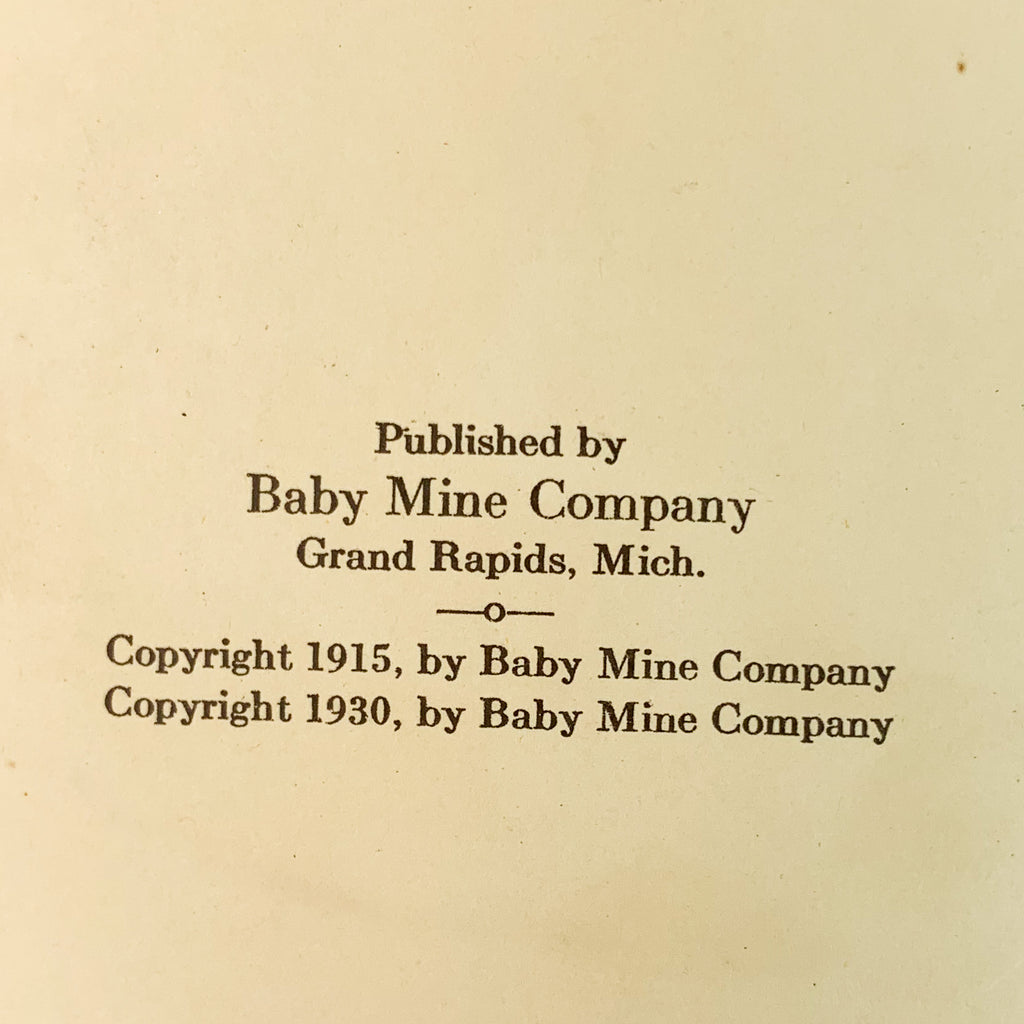 Published by
Baby Mine Company
Grand Rapids, Mich.
Copyright 1915, by Baby Mine Company
Copyright 1930, by Baby Mine Company